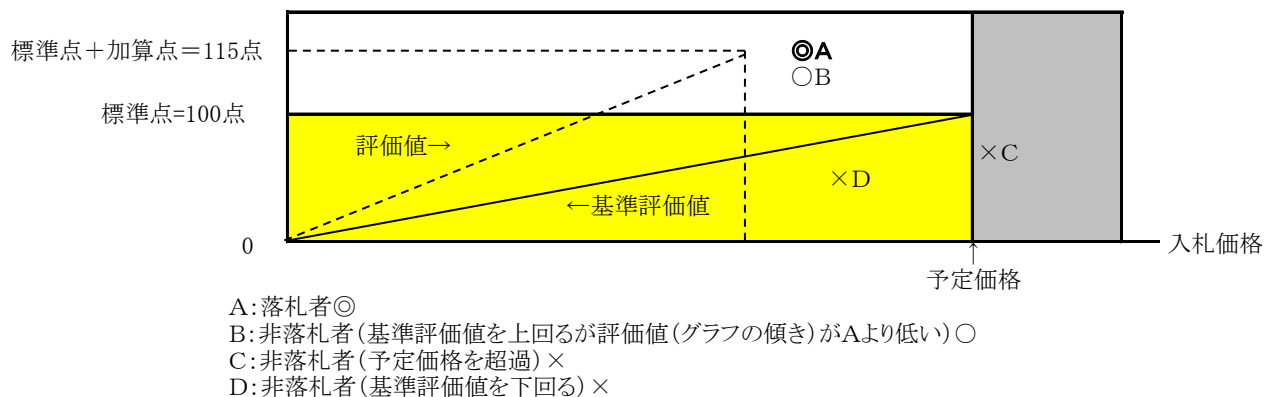 標準点＋加算点＝115点
◎A
○B
標準点=100点
評価値→
×C
×D
←基準評価値
0
入札価格
↑
予定価格
A：落札者◎
B：非落札者（基準評価値を上回るが評価値（グラフの傾き）がAより低い）○
C：非落札者（予定価格を超過）×
D：非落札者（基準評価値を下回る）×